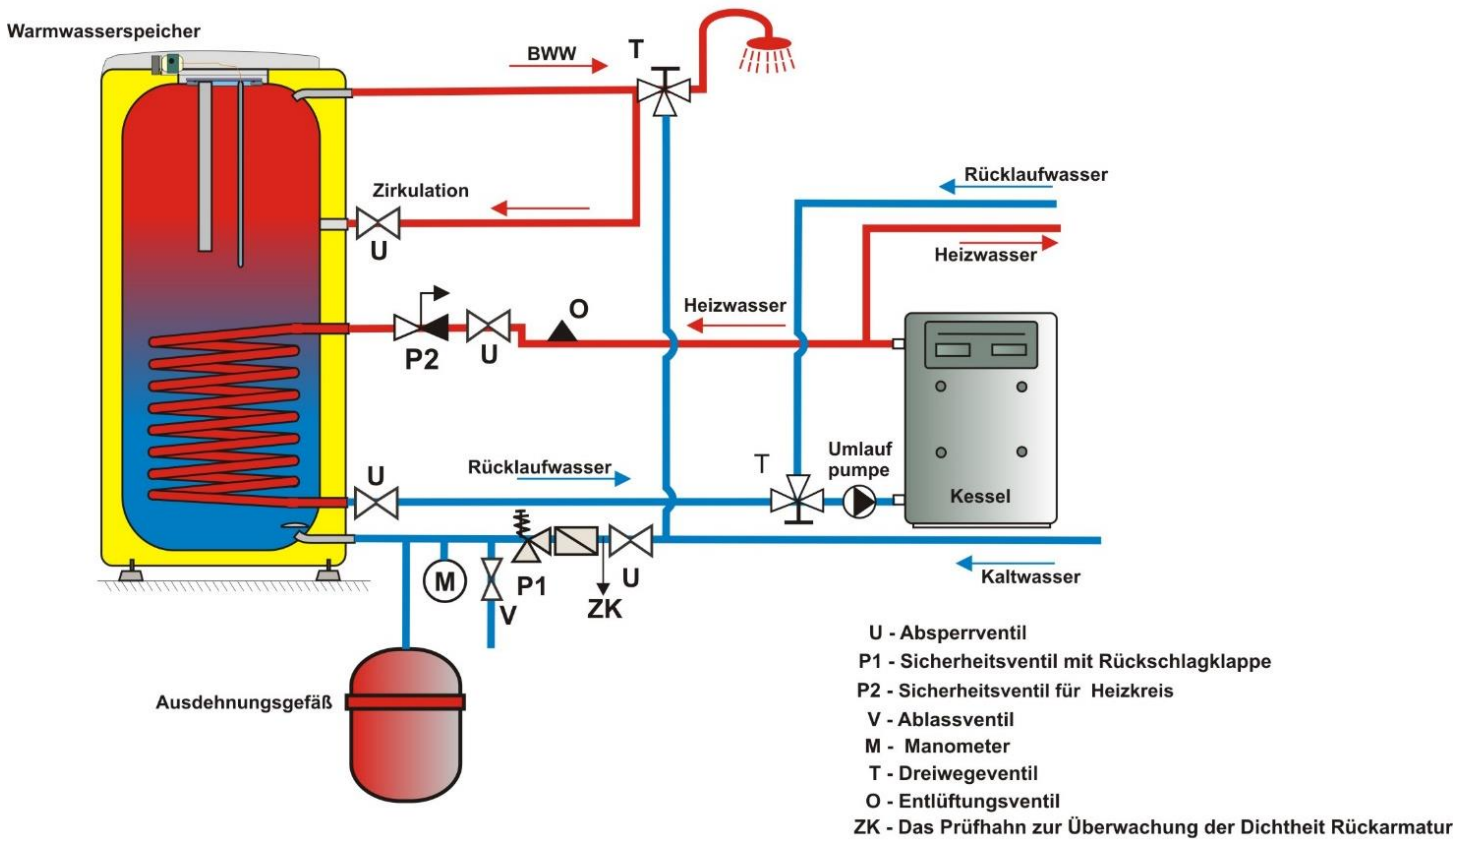 Warmwasserspeicher
BWW
T
Zirkulation
U
Rücklaufwasser
Heizwasser
Heizwasser
O
P2
U
Umlauf
pumpe
T
Rücklaufwasser
U
Kessel
M
V
P1
ZK
U
Kaltwasser
Ausdehnungsgefäß
U - Absperrventil
P1 - Sicherheitsventil mit Rückschlagklappe
P2 - Sicherheitsventil für Heizkreis
V - Ablassventil
M - Manometer
T - Dreiwegeventil
O - Entlüftungsventil
ZK - Das Prüfhahn zur Überwachung der Dichtheit Rückarmatur